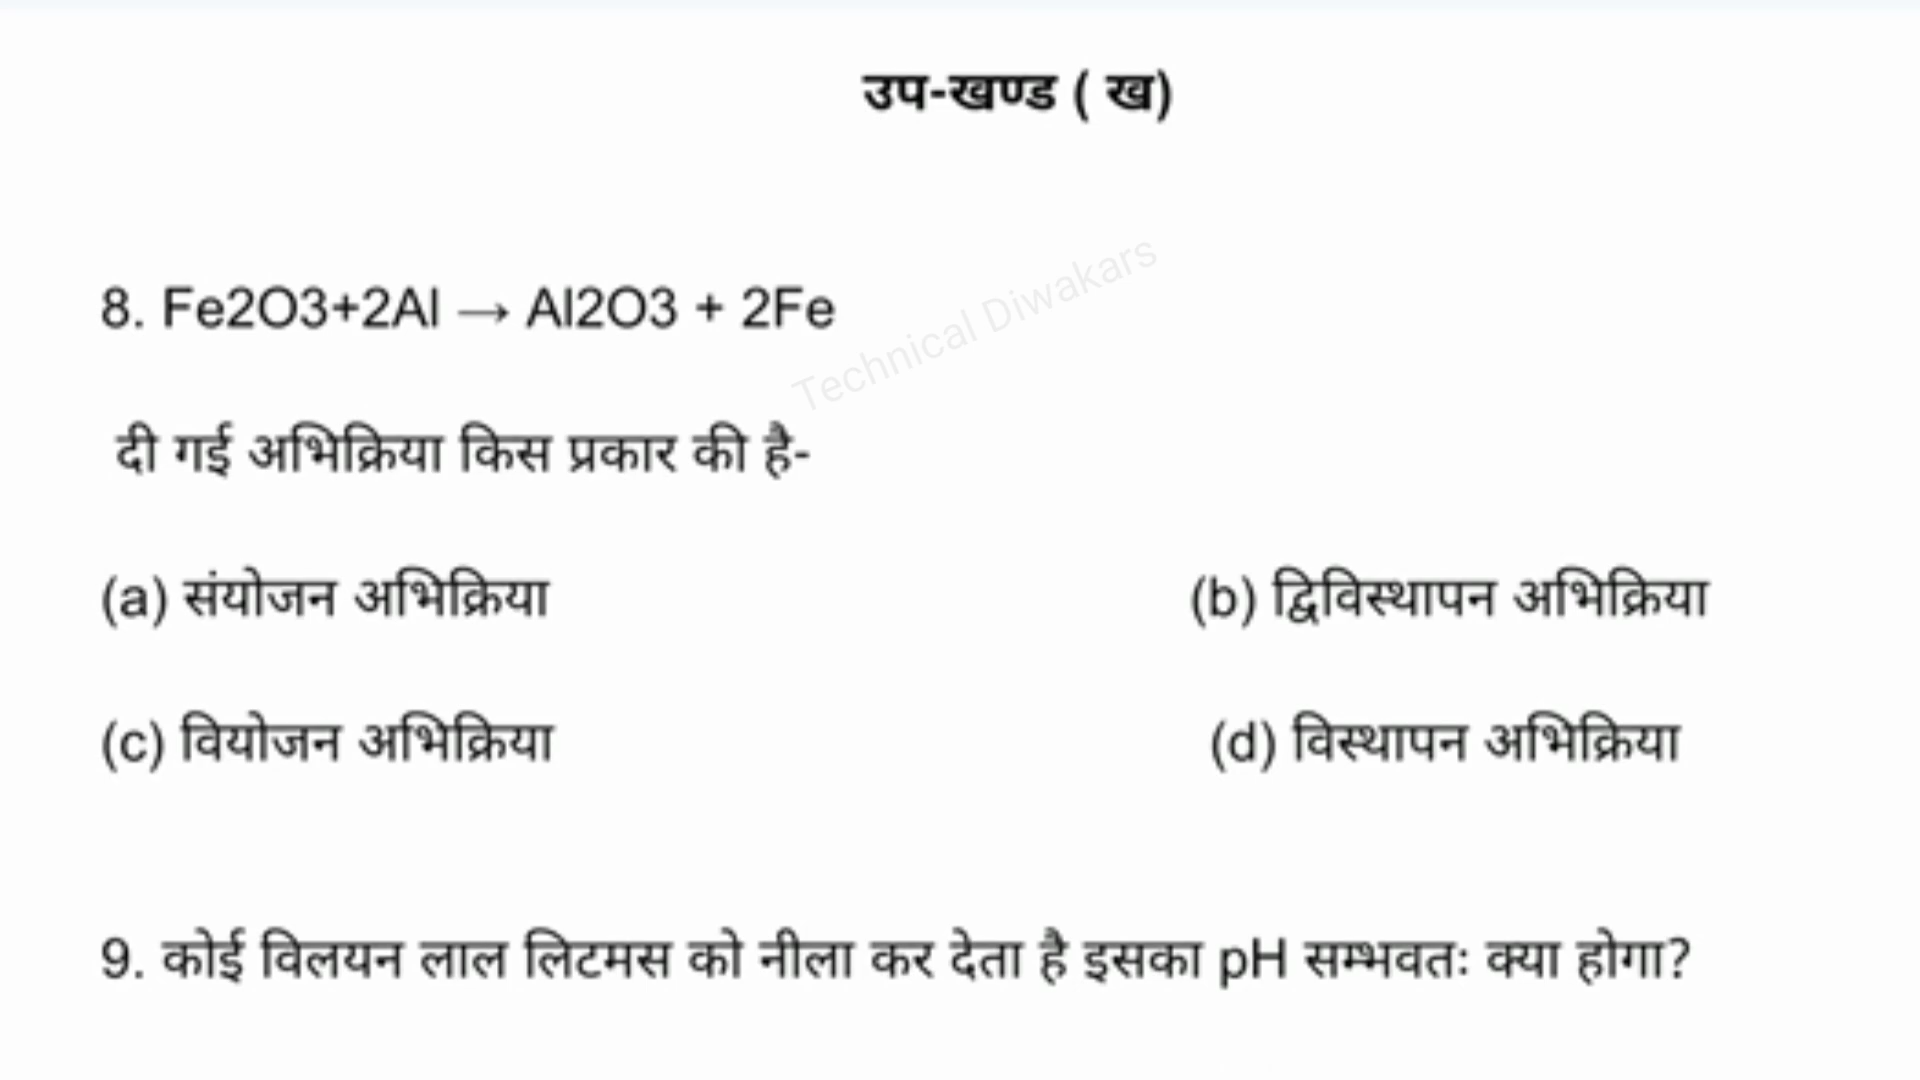 उप-खण्ड ( ख)
8. Fe2O3+2Al → Al2O3 + 2Fe
Technical Diwakars
दी गई अभिक्रिया किस प्रकार की है-
(a) संयोजन अभिक्रिया (b) द्विविस्थापन अभिक्रिया
(c) वियोजन अभिक्रिया (d) विस्थापन अभिक्रिया
9. कोई विलयन लाल लिटमस को नीला कर देता है इसका pH सम्भवतः क्या होगा?